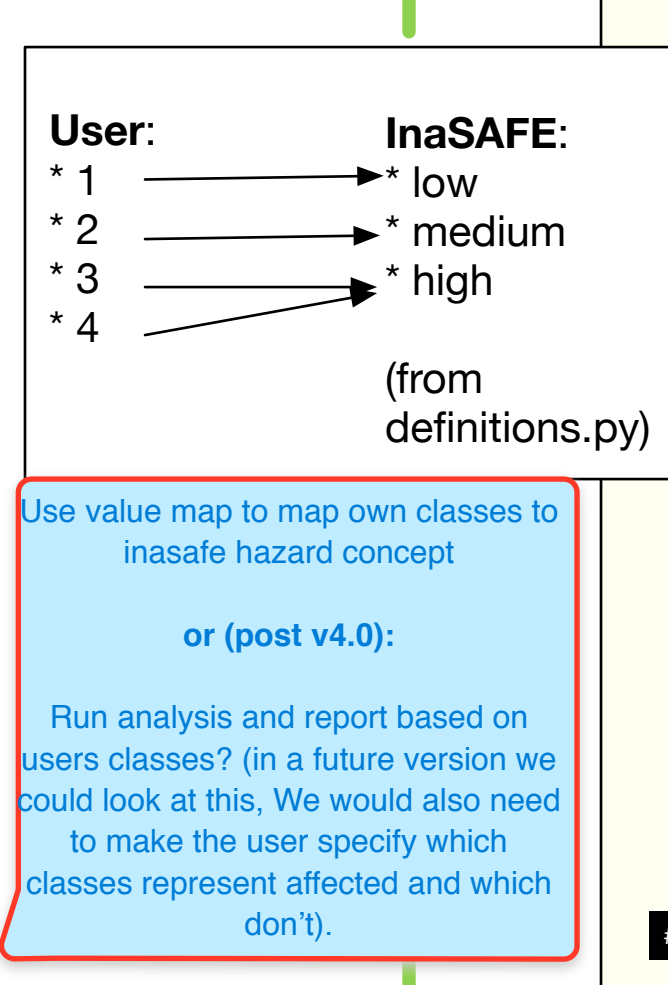 User:
* 1
* 2
* 3
* 4
InaSAFE:
* low
* medium
* high
(from
definitions.py)
Use value map to map own classes to
inasafe hazard concept
or (post v4.0):
Run analysis and report based on
users classes? (in a future version we
could look at this, We would also need
to make the user specify which
classes represent affected and which
don’t).
#